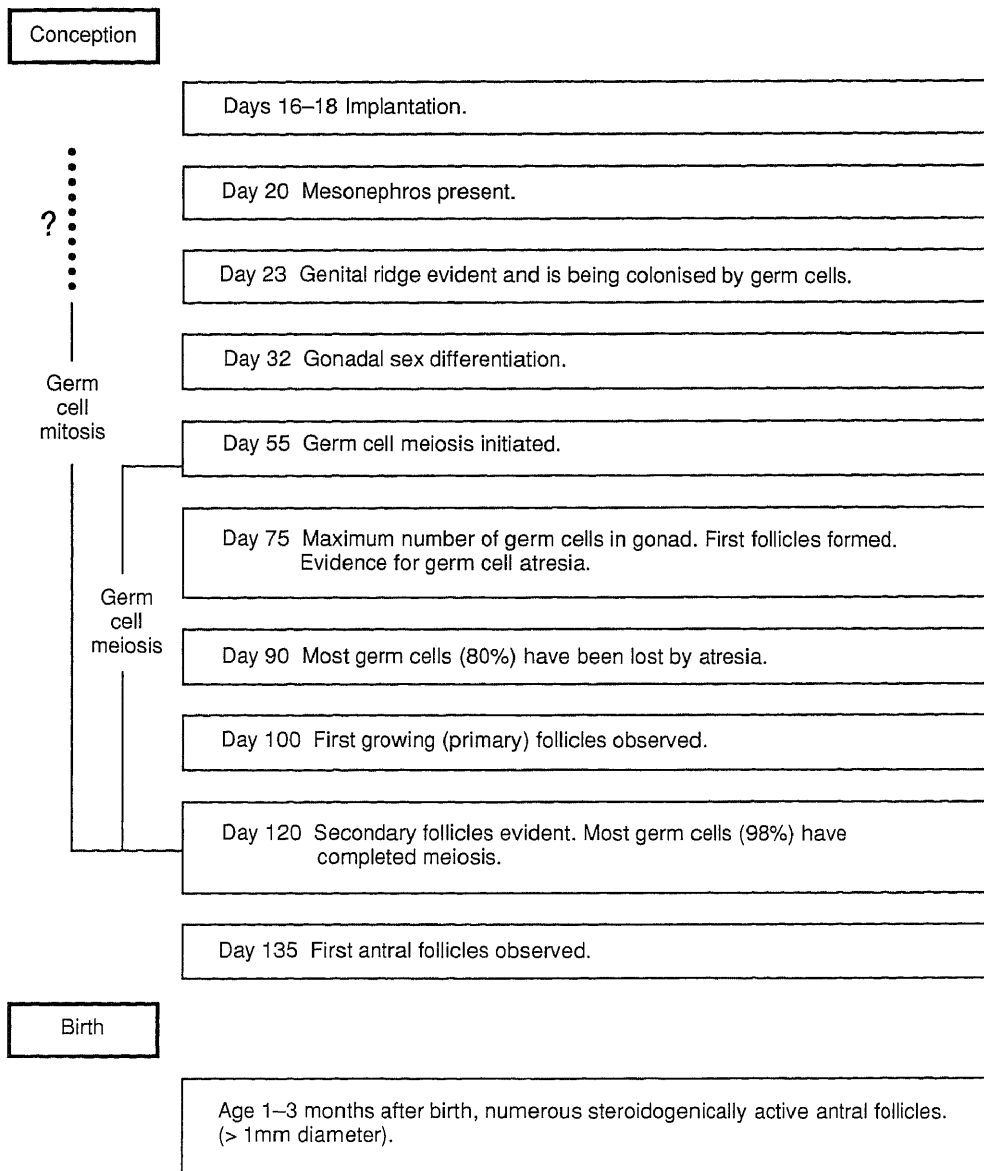 Conception
Days 16–18 Implantation.
Day 20 Mesonephros present.
?
Day 23 Genital ridge evident and is being colonised by germ cells.
Day 32 Gonadal sex differentiation.
Germ
cell
mitosis
Day 55 Germ cell meiosis initiated.
Day 75 Maximum number of germ cells in gonad. First follicles formed.
Evidence for germ cell atresia.
Germ
cell
meiosis
Day 90 Most germ cells (80%) have been lost by atresia.
Day 100 First growing (primary) follicles observed.
Day 120 Secondary follicles evident. Most germ cells (98%) have
completed meiosis.
Day 135 First antral follicles observed.
Birth
Age 1–3 months after birth, numerous steroidogenically active antral follicles.
(> 1mm diameter).